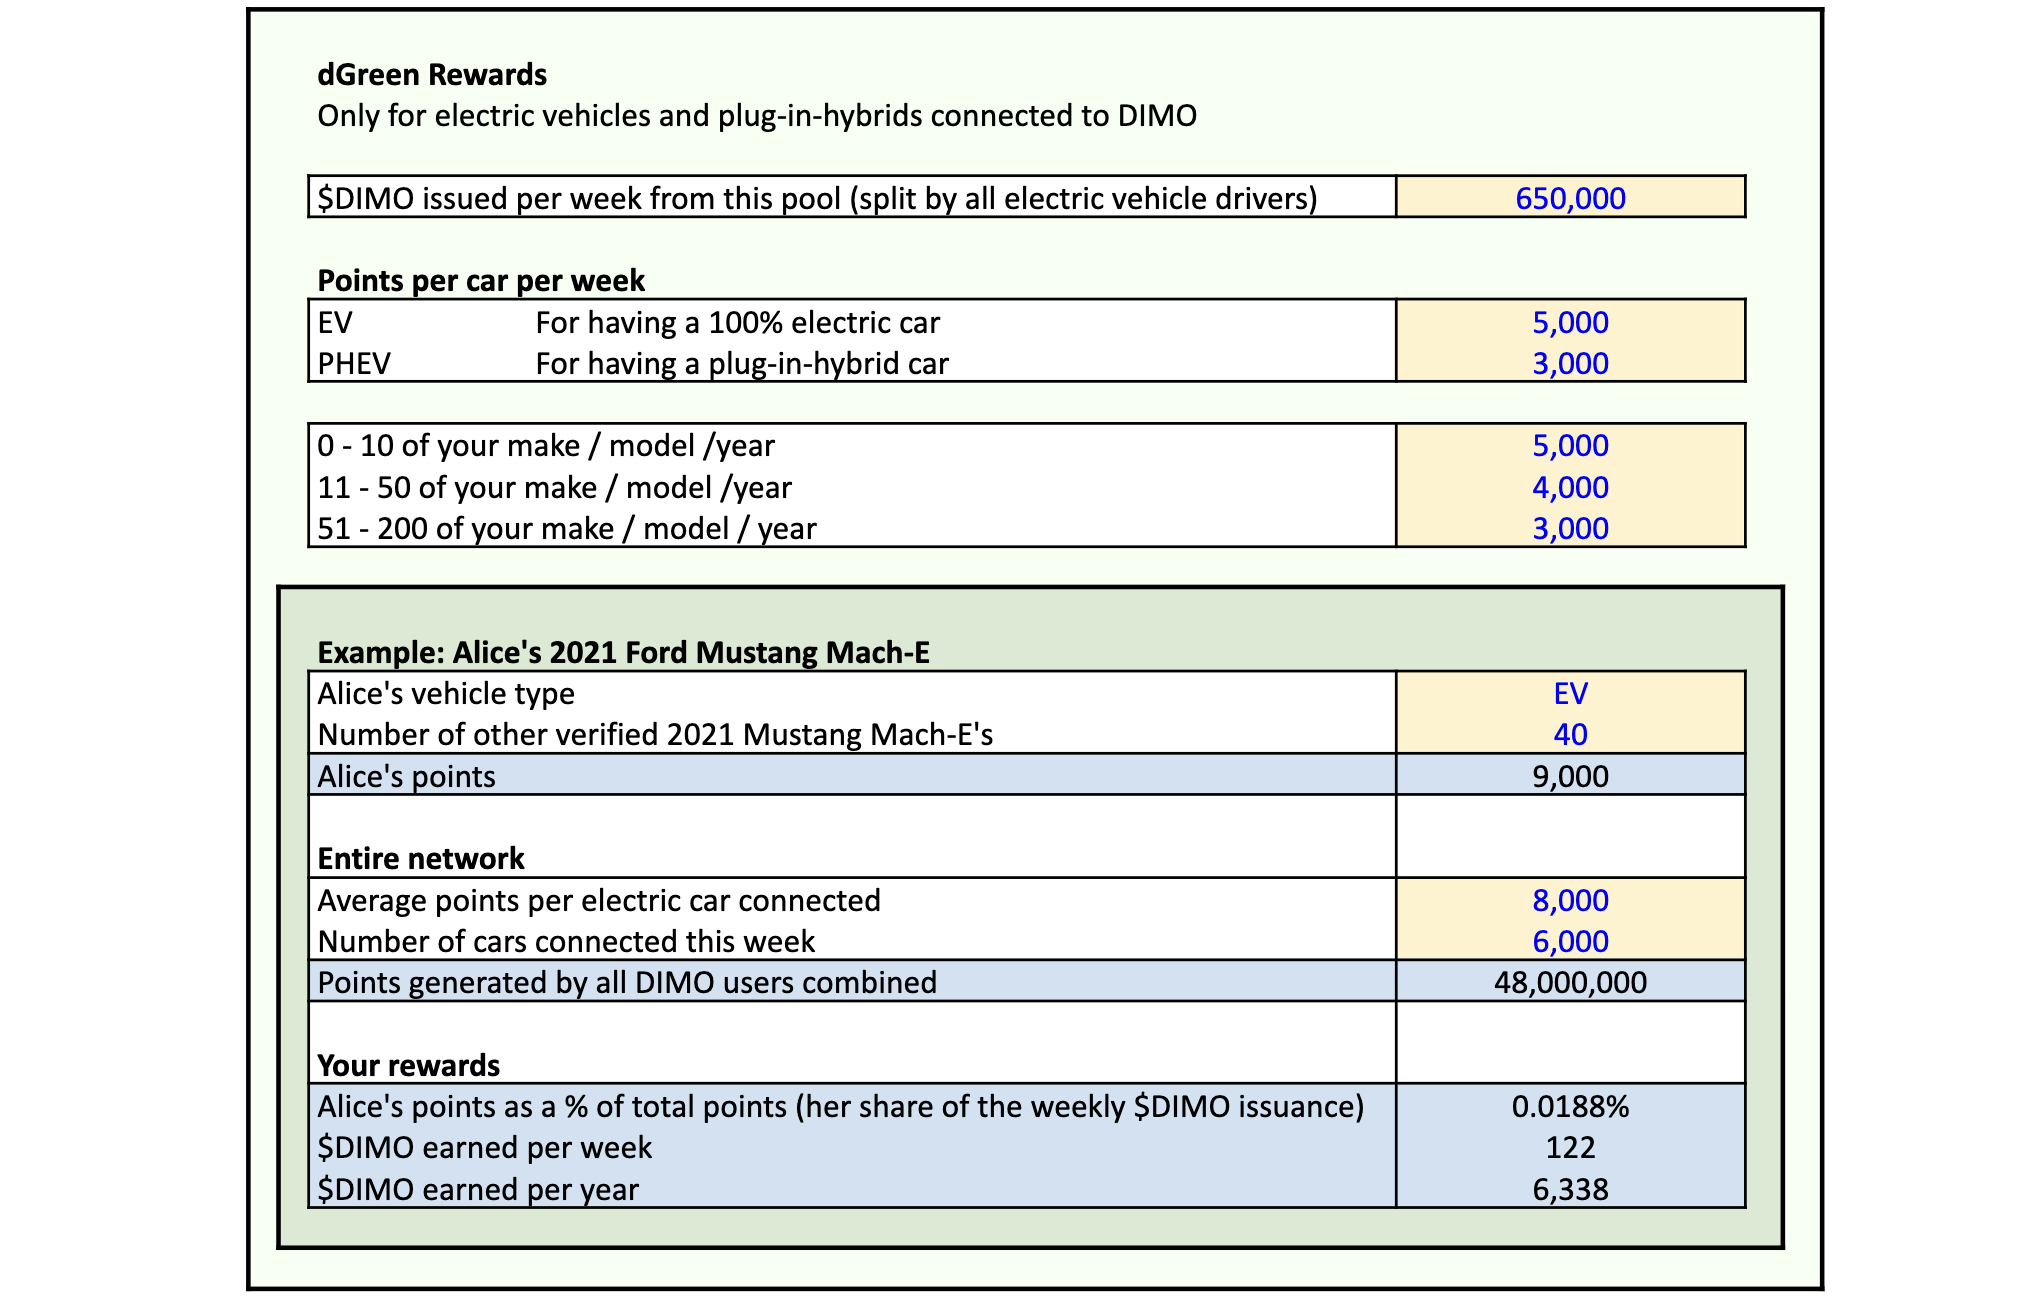 dGreen Rewards
Only for electric vehicles and plug-in-hybrids connected to DIMO
$DIMO issued per week from this pool (split by all electric vehicle drivers) 650,000
Points per car per week
EV For having a 100% electric car 5,000
PHEV For having a plug-in-hybrid car 3,000
0 - 10 of your make / model /year 5,000
11 - 50 of your make / model /year 4,000
51 - 200 of your make / model / year 3,000
Example: Alice's 2021 Ford Mustang Mach-E
Alice's vehicle type EV
Number of other verified 2021 Mustang Mach-E's 40
Alice's points 9,000
Entire network
Average points per electric car connected 8,000
Number of cars connected this week 6,000
Points generated by all DIMO users combined 48,000,000
Your rewards
Alice's points as a % of total points (her share of the weekly $DIMO issuance) 0.0188%
$DIMO earned per week 122
$DIMO earned per year 6,338